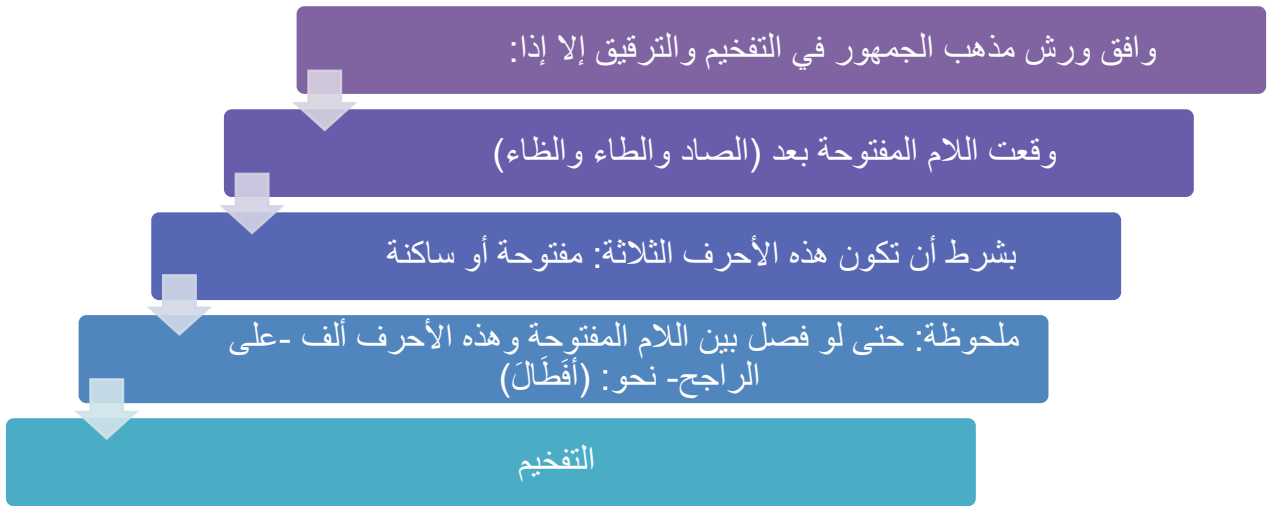 وافق ورش مذهب الجمهور في التفخيم والترقيق إلا إذا:
وقعت اللام المفتوحة بعد (الصاد والطاء والظاء)
بشرط أن تكون هذه الأحرف الثلاثة: مفتوحة أو ساكنة
ملحوظة: حتى لو فصل بين اللام المفتوحة وهذه الأحرف ألف -على
الراجح- نحو: (أَفَطَالَ)
التفخيم